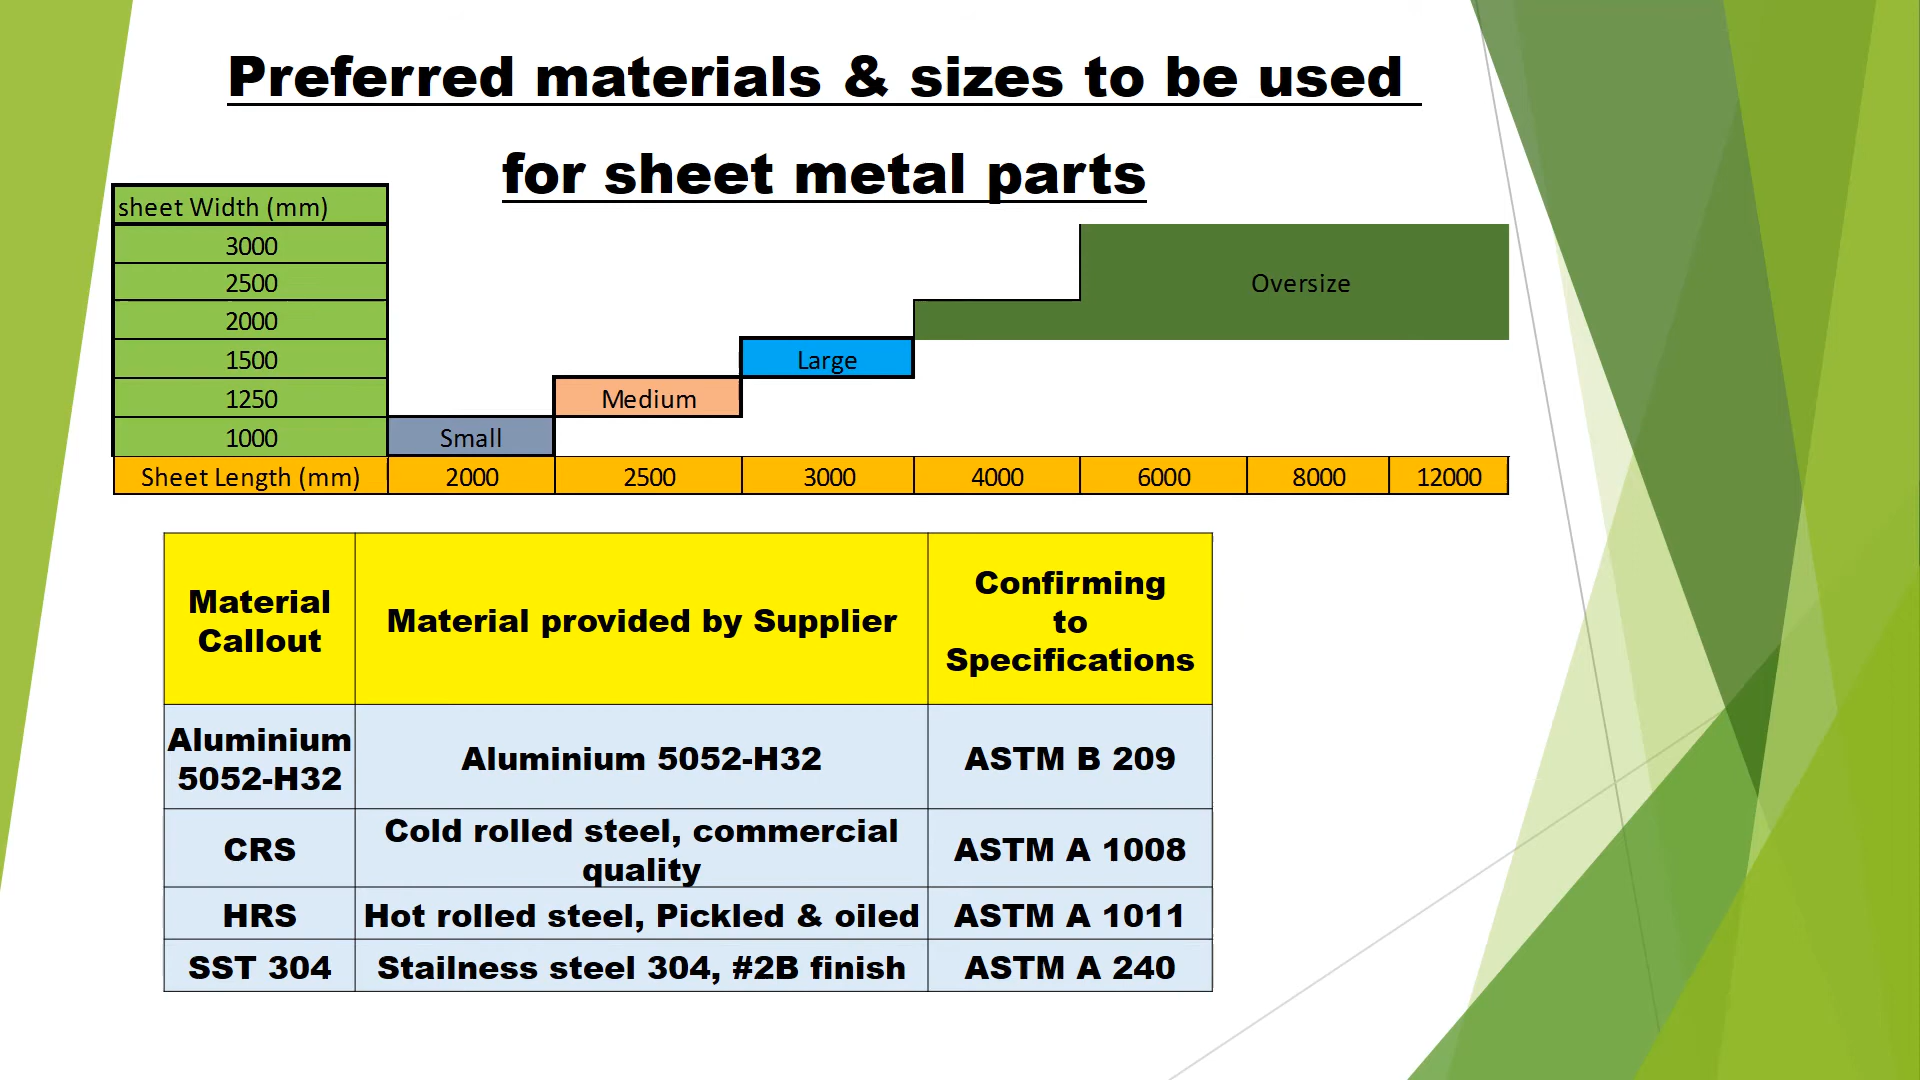 Preferred materials & sizes to be used
for sheet metal parts
sheet Width (mm)
3000
2500
Oversize
2000
1500
Large
1250
Medium
1000
Small
Sheet Length (mm)
2000
2500
3000
4000
6000
8000
12000
Material
Callout
Material provided by Supplier
Confirming
to
Specifications
Aluminium
5052-H32
Aluminium 5052-H32
ASTM B 209
CRS
Cold rolled steel, commercial
quality
ASTM A 1008
HRS
Hot rolled steel, Pickled & oiled
ASTM A 1011
SST 304
Stailness steel 304, #2B finish
ASTM A 240